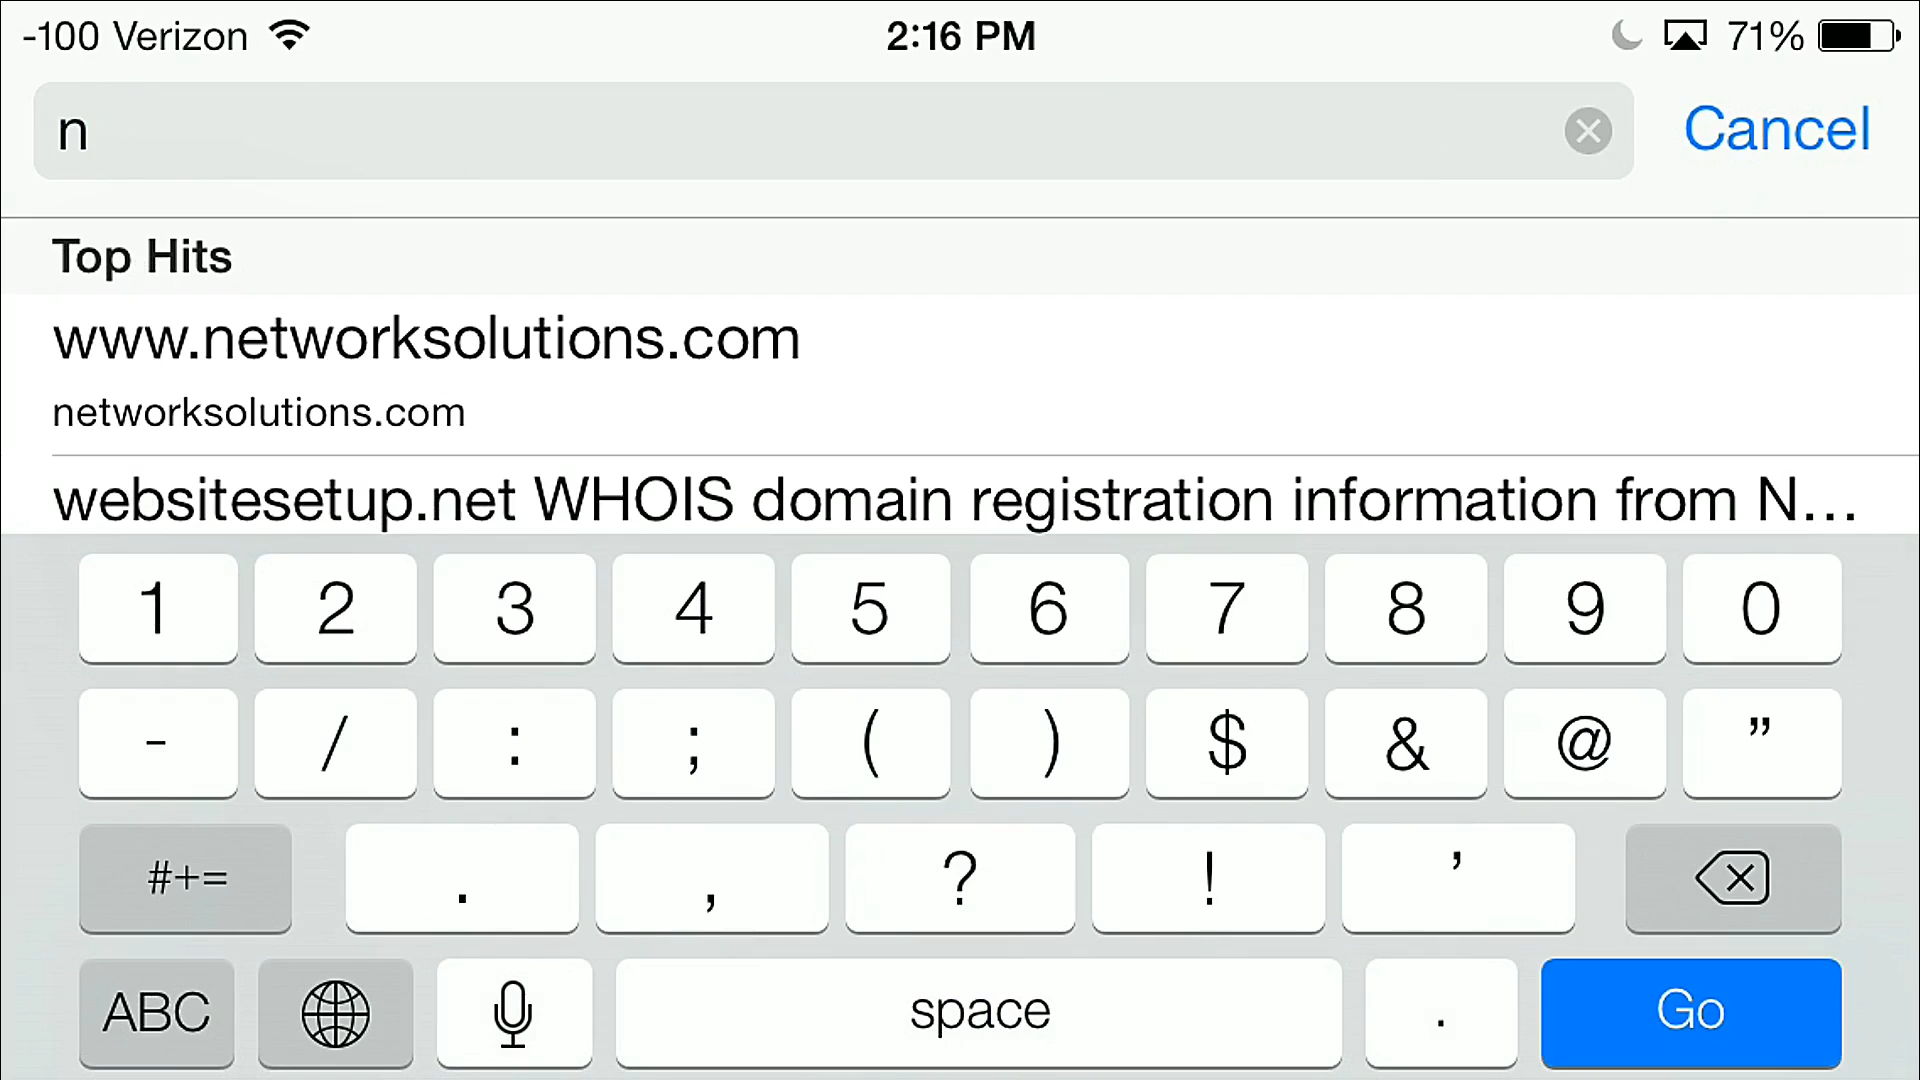 -100 Verizon 2:16 PM 71%
n Cancel
Top Hits
www.networksolutions.com
networksolutions.com
websitesetup.net WHOIS domain registration information from N...
1 2 3 4 5 6 7 8 9 0
- / : ; ( ) $ & @ ”
#+= . , ? ! ’
ABC space . Go